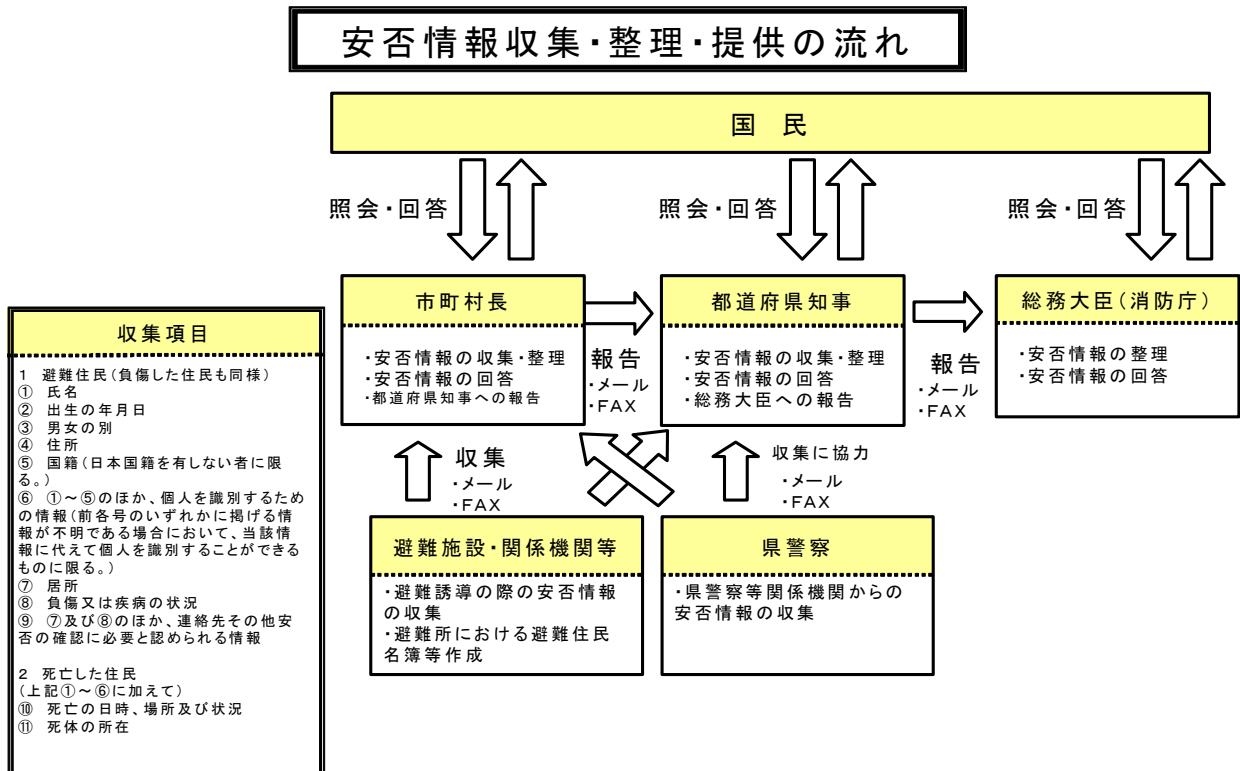 安否情報収集・整理・提供の流れ
国 民
照会・回答
照会・回答
照会・回答
市町村長
・安否情報の収集・整理
・安否情報の回答
・都道府県知事への報告
報告
・メール
・FAX
都道府県知事
・安否情報の収集・整理
・安否情報の回答
・総務大臣への報告
報告
・メール
・FAX
総務大臣(消防庁)
・安否情報の整理
・安否情報の回答
収集
・メール
・FAX
収集に協力
・メール
・FAX
避難施設・関係機関等
・避難誘導の際の安否情報
の収集
・避難所における避難住民
名簿等作成
県警察
・県警察等関係機関からの
安否情報の収集
収集項目
1 避難住民(負傷した住民も同様)
① 氏名
② 出生の年月日
③ 男女の別
④ 住所
⑤ 国籍(日本国籍を有しない者に限
る。)
⑥ ①~⑤のほか、個人を識別するため
の情報(前各号のいずれかに掲げる情
報が不明である場合において、当該情
報に代えて個人を識別することができる
ものに限る。)
⑦ 居所
⑧ 負傷又は疾病の状況
⑨ ⑦及び⑧のほか、連絡先その他安
否の確認に必要と認められる情報
2 死亡した住民
(上記①~⑥に加えて)
⑩ 死亡の日時、場所及び状況
⑪ 死体の所在